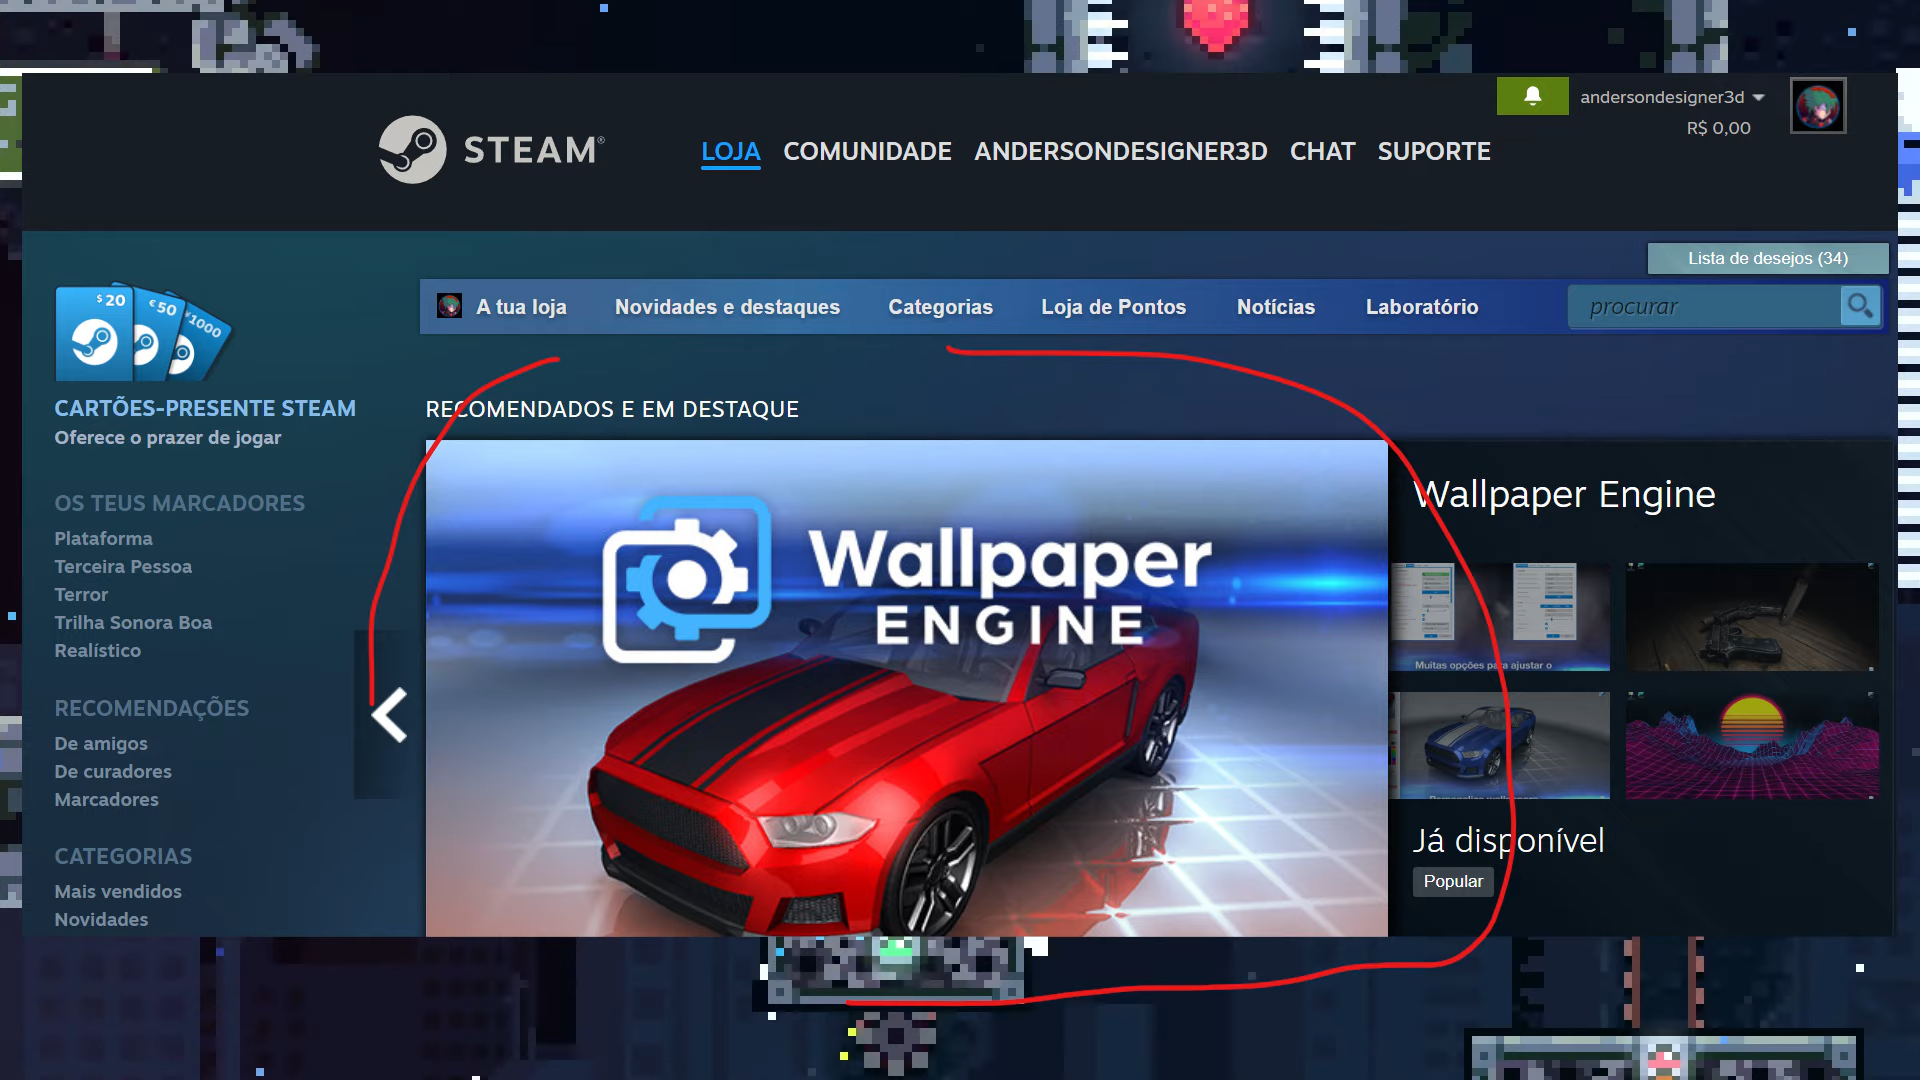 andersondesigner3d
R$ 0,00
STEAM®
LOJA COMUNIDADE ANDERSONDESIGNER3D CHAT SUPORTE
Lista de desejos (34)
A tua loja Novidades e destaques Categorias Loja de Pontos Notícias Laboratório procurar
$20 €50 ¥1000
CARTÕES-PRESENTE STEAM
Oferece o prazer de jogar
OS TEUS MARCADORES
Plataforma
Terceira Pessoa
Terror
Trilha Sonora Boa
Realístico
RECOMENDAÇÕES
De amigos
De curadores
Marcadores
CATEGORIAS
Mais vendidos
Novidades
RECOMENDADOS E EM DESTAQUE
Wallpaper
ENGINE
Wallpaper Engine
Muitas opções para ajustar o
Já disponível
Popular